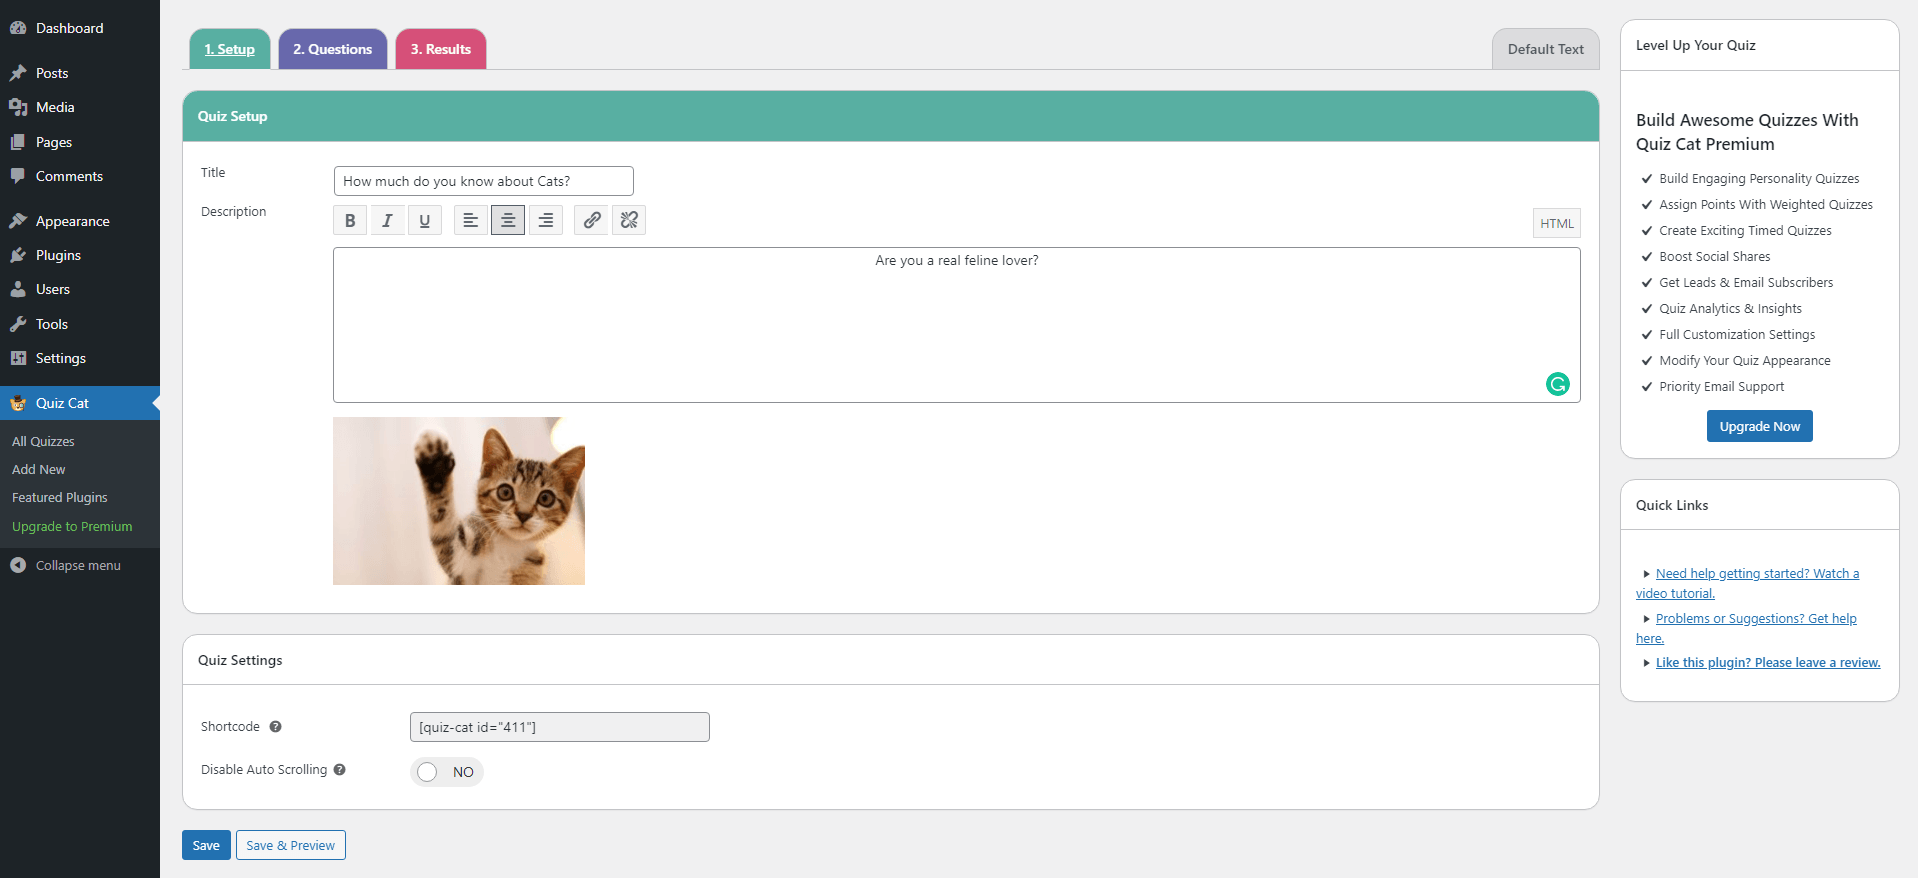 Dashboard
Posts
Media
Pages
Comments
Appearance
Plugins
Users
Tools
Settings
Quiz Cat
All Quizzes
Add New
Featured Plugins
Upgrade to Premium
Collapse menu
1. Setup
2. Questions
3. Results
Default Text
Quiz Setup
Title
How much do you know about Cats?
Description
B I U
HTML
Are you a real feline lover?
Quiz Settings
Shortcode
[quiz-cat id="411"]
Disable Auto Scrolling
NO
Save
Save & Preview
Level Up Your Quiz
Build Awesome Quizzes With
Quiz Cat Premium
Build Engaging Personality Quizzes
Assign Points With Weighted Quizzes
Create Exciting Timed Quizzes
Boost Social Shares
Get Leads & Email Subscribers
Quiz Analytics & Insights
Full Customization Settings
Modify Your Quiz Appearance
Priority Email Support
Upgrade Now
Quick Links
Need help getting started? Watch a
video tutorial.
Problems or Suggestions? Get help
here.
Like this plugin? Please leave a review.